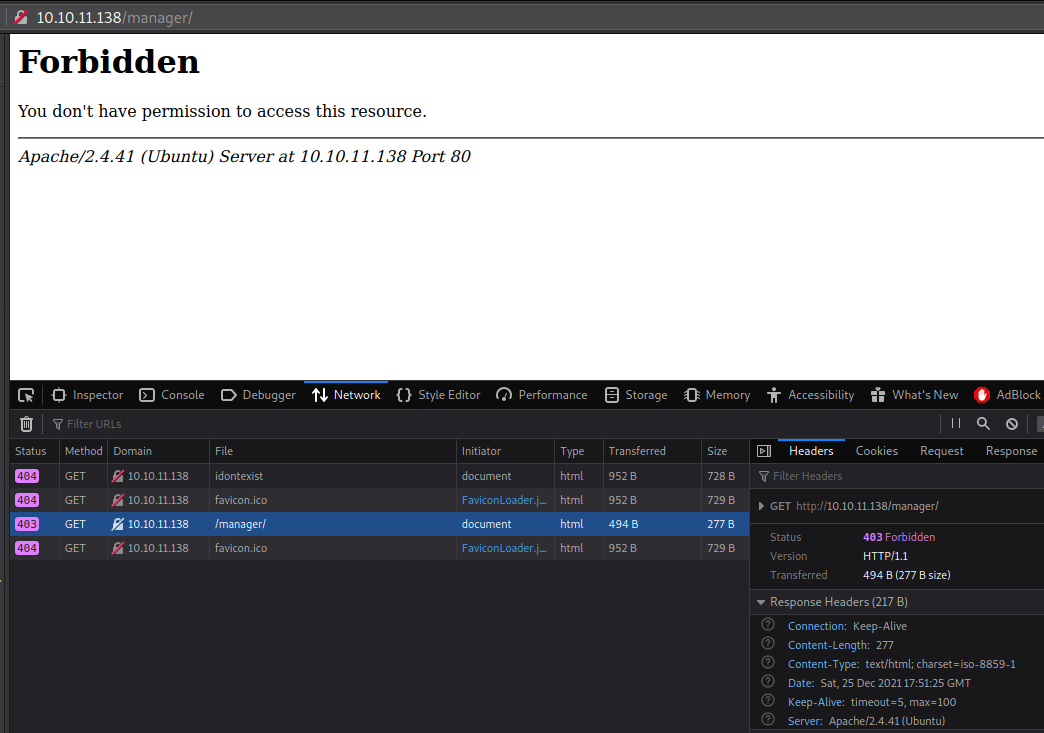 10.10.11.138/manager/
Forbidden
You don't have permission to access this resource.
Apache/2.4.41 (Ubuntu) Server at 10.10.11.138 Port 80
Inspector Console Debugger Network Style Editor Performance Storage Memory Accessibility What's New AdBlock
Filter URLs
Status Method Domain File Initiator Type Transferred Size
404 GET 10.10.11.138 idontexist document html 952 B 728 B
404 GET 10.10.11.138 favicon.ico FaviconLoader.j... html 952 B 729 B
403 GET 10.10.11.138 /manager/ document html 494 B 277 B
404 GET 10.10.11.138 favicon.ico FaviconLoader.j... html 952 B 729 B
Headers Cookies Request Response
Filter Headers
GET http://10.10.11.138/manager/
Status 403 Forbidden
Version HTTP/1.1
Transferred 494 B (277 B size)
Response Headers (217 B)
Connection: Keep-Alive
Content-Length: 277
Content-Type: text/html; charset=iso-8859-1
Date: Sat, 25 Dec 2021 17:51:25 GMT
Keep-Alive: timeout=5, max=100
Server: Apache/2.4.41 (Ubuntu)